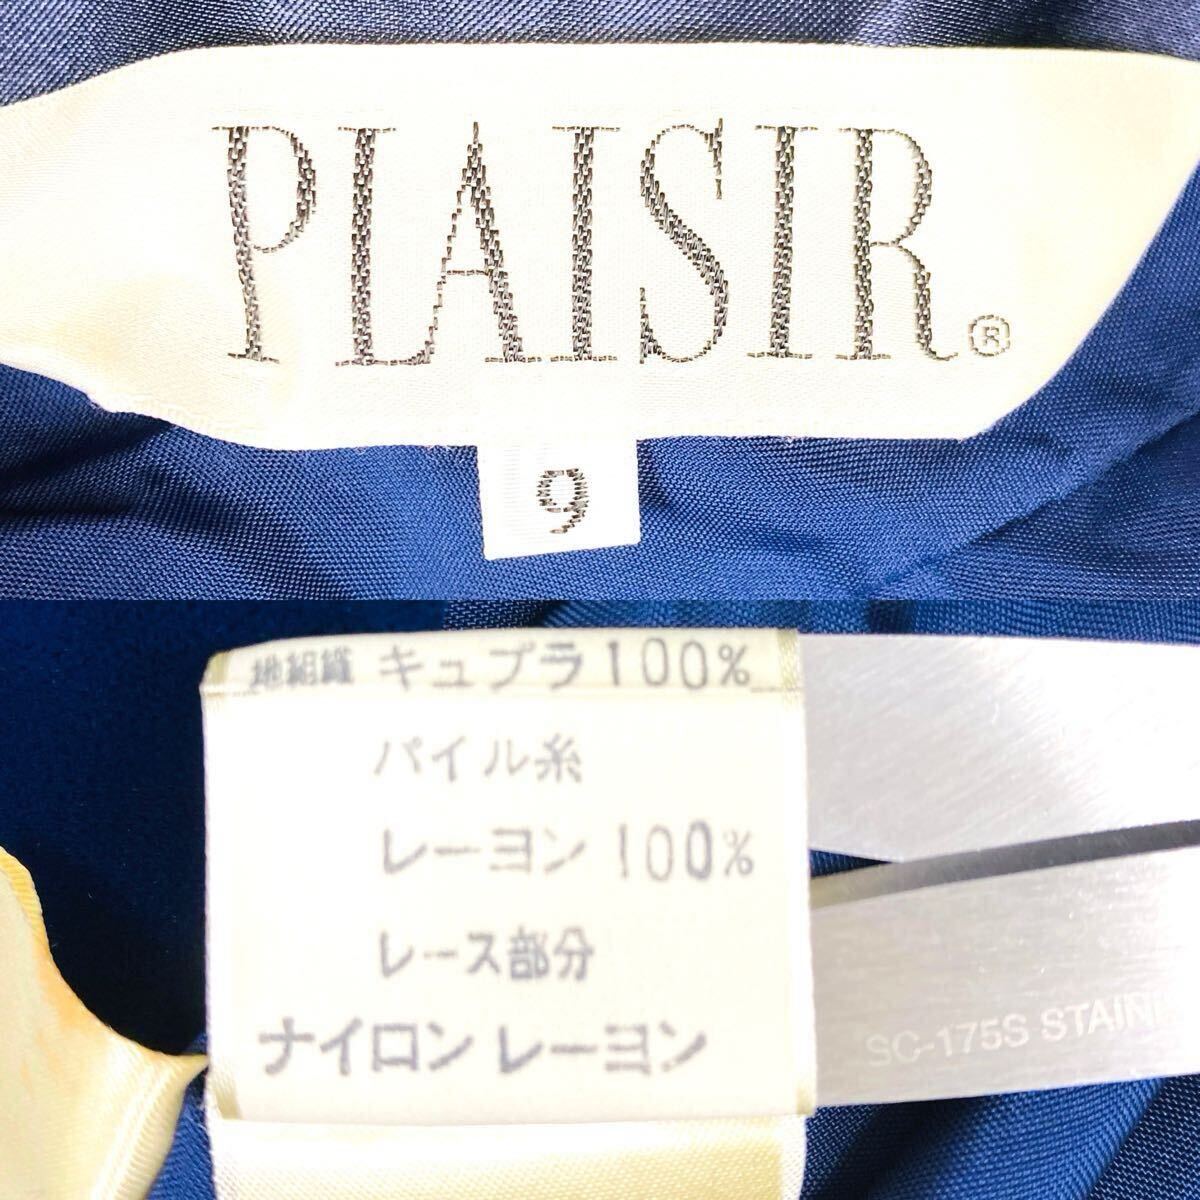 PLAISIR®
9
地組織 キュプラ100%
パイル糸
レーヨン 100%
レース部分
ナイロン レーヨン
SC-175S